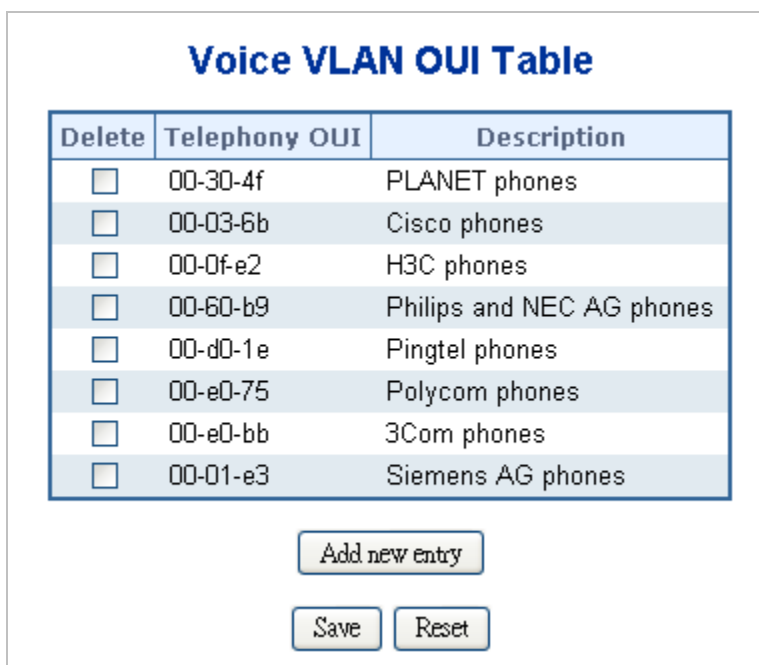 Voice VLAN OUI Table
Delete Telephony OUI Description
00-30-4f PLANET phones
00-03-6b Cisco phones
00-0f-e2 H3C phones
00-60-b9 Philips and NEC AG phones
00-d0-1e Pingtel phones
00-e0-75 Polycom phones
00-e0-bb 3Com phones
00-01-e3 Siemens AG phones
Add new entry
Save Reset